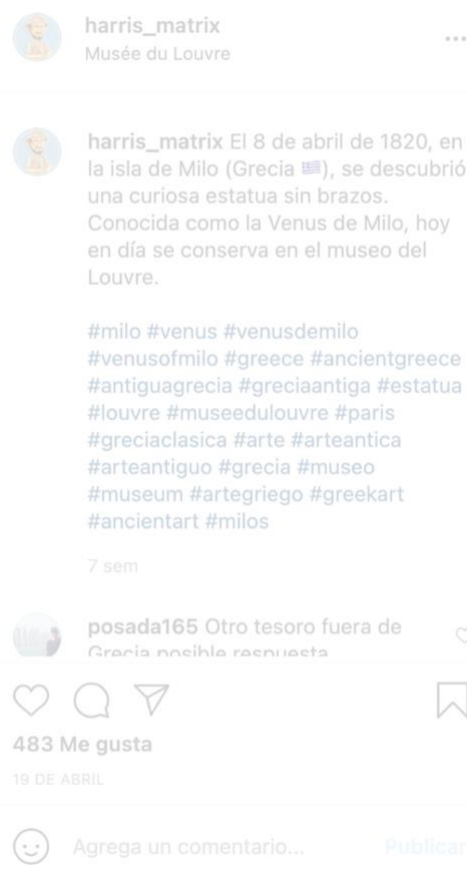 harris_matrix
Musée du Louvre
harris_matrix El 8 de abril de 1820, en
la isla de Milo (Grecia 🇬🇷), se descubrió
una curiosa estatua sin brazos.
Conocida como la Venus de Milo, hoy
en día se conserva en el museo del
Louvre.
#milo #venus #venusdemilo
#venusofmilo #greece #ancientgreece
#antiguagrecia #greciaantiga #estatua
#louvre #museedulouvre #paris
#greciaclasica #arte #arteantica
#arteantiguo #grecia #museo
#museum #artegriego #greekart
#ancientart #milos
7 sem
posada165 Otro tesoro fuera de
Grecia posible respuesta
483 Me gusta
19 DE ABRIL
Agrega un comentario...
Publicar